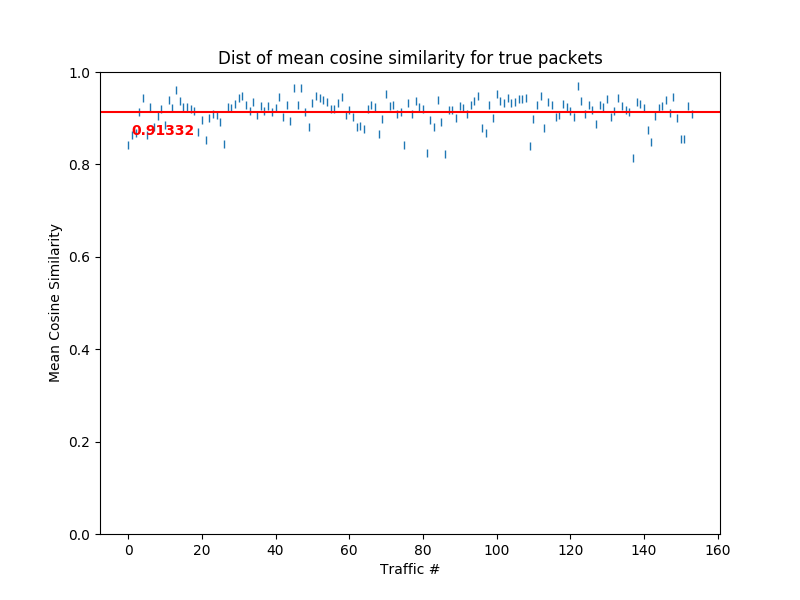 Dist of mean cosine similarity for true packets
1.0
0.91332
0.8
0.6
0.4
0.2
0.0
Mean Cosine Similarity
0 20 40 60 80 100 120 140 160
Traffic #